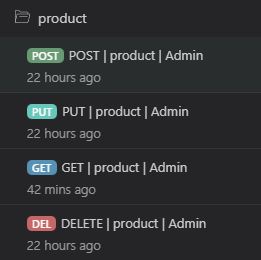 product
POST POST | product | Admin
22 hours ago
PUT PUT | product | Admin
22 hours ago
GET GET | product | Admin
42 mins ago
DEL DELETE | product | Admin
22 hours ago